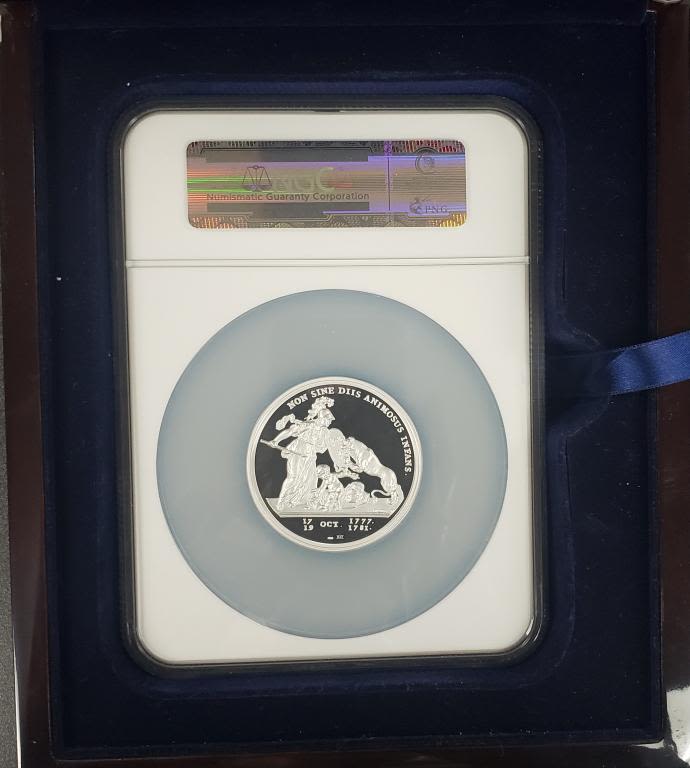 NGC
Numismatic Guaranty Corporation
PNG
NON SINE DIIS ANIMOSUS INFANS.
17 OCT. 1777.
19 1781.